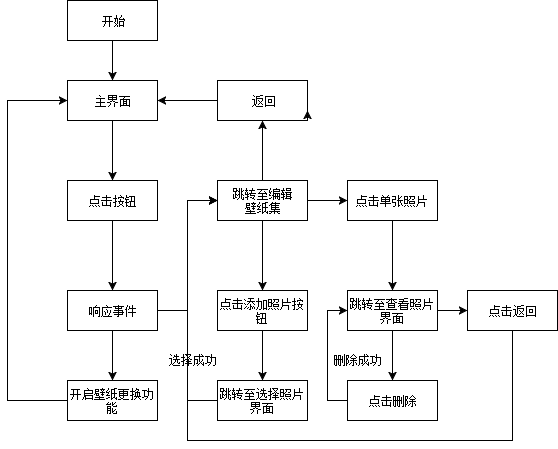 开始
主界面
返回
点击按钮
跳转至编辑
壁纸集
点击单张照片
响应事件
点击添加照片按
钮
跳转至查看照片
界面
点击返回
选择成功
删除成功
开启壁纸更换功
能
跳转至选择照片
界面
点击删除